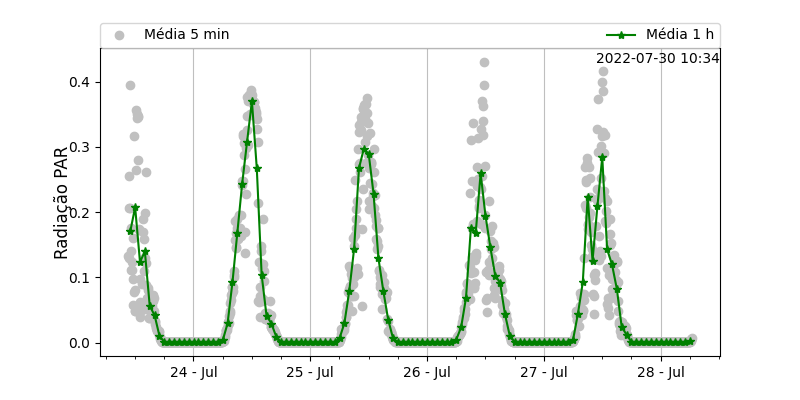 Média 5 min
Média 1 h
2022-07-30 10:34
Radiação PAR
0.4
0.3
0.2
0.1
0.0
24 - Jul
25 - Jul
26 - Jul
27 - Jul
28 - Jul